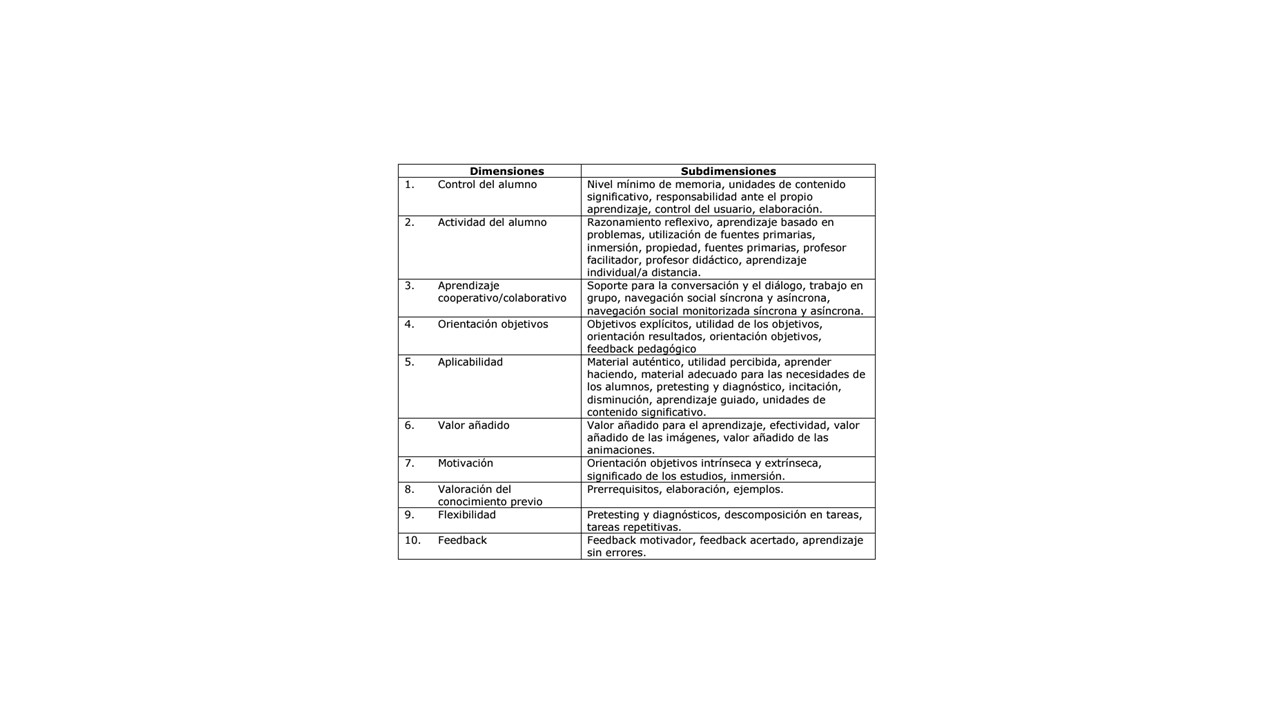 Dimensiones Subdimensiones
1. Control del alumno Nivel mínimo de memoria, unidades de contenido
significativo, responsabilidad ante el propio
aprendizaje, control del usuario, elaboración.
2. Actividad del alumno Razonamiento reflexivo, aprendizaje basado en
problemas, utilización de fuentes primarias,
inmersión, propiedad, fuentes primarias, profesor
facilitador, profesor didáctico, aprendizaje
individual/a distancia.
3. Aprendizaje Soporte para la conversación y el diálogo, trabajo en
cooperativo/colaborativo grupo, navegación social síncrona y asíncrona,
navegación social monitorizada síncrona y asíncrona.
4. Orientación objetivos Objetivos explícitos, utilidad de los objetivos,
orientación resultados, orientación objetivos,
feedback pedagógico
5. Aplicabilidad Material auténtico, utilidad percibida, aprender
haciendo, material adecuado para las necesidades de
los alumnos, pretesting y diagnóstico, incitación,
disminución, aprendizaje guiado, unidades de
contenido significativo.
6. Valor añadido Valor añadido para el aprendizaje, efectividad, valor
añadido de las imágenes, valor añadido de las
animaciones.
7. Motivación Orientación objetivos intrínseca y extrínseca,
significado de los estudios, inmersión.
8. Valoración del Prerrequisitos, elaboración, ejemplos.
conocimiento previo
9. Flexibilidad Pretesting y diagnósticos, descomposición en tareas,
tareas repetitivas.
10. Feedback Feedback motivador, feedback acertado, aprendizaje
sin errores.